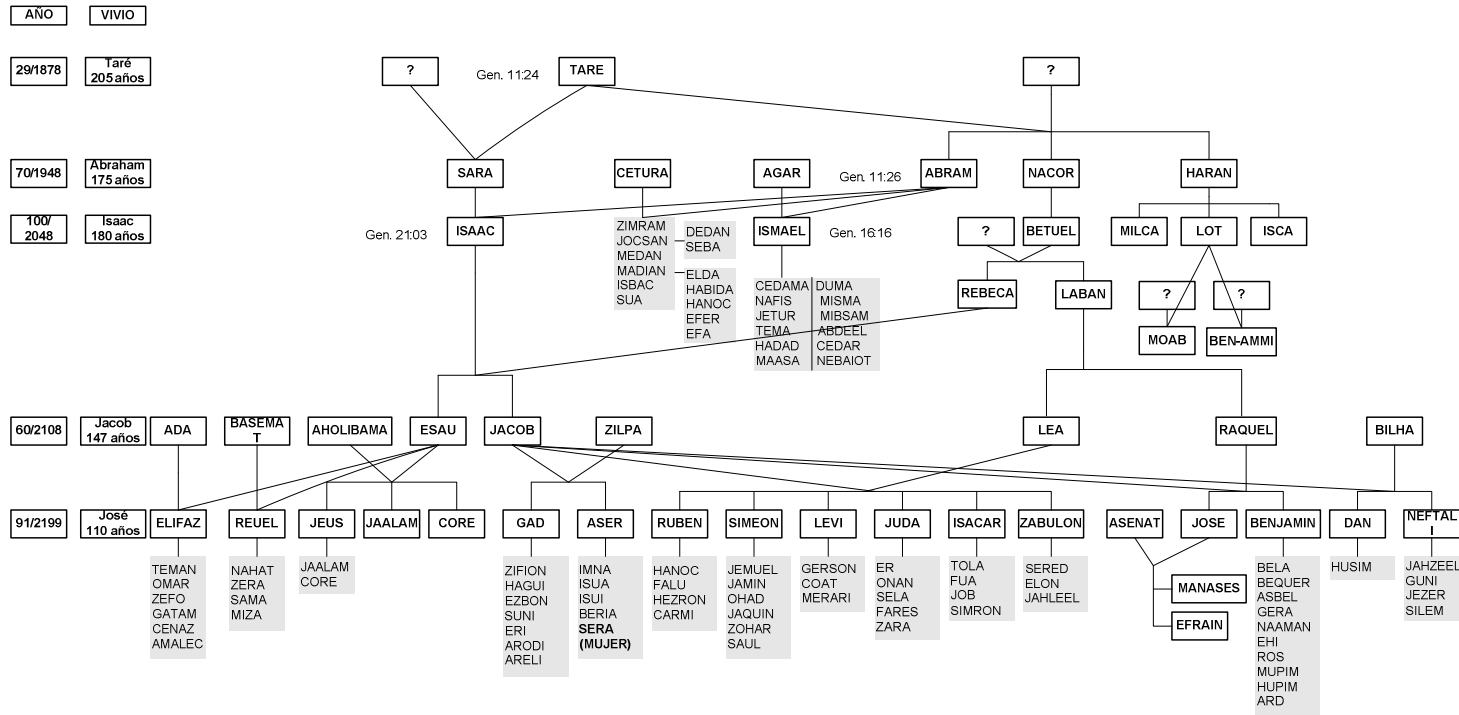 AÑO
VIVIO
29/1878
Taré
205 años
?
Gen. 11:24
TARE
?
70/1948
Abraham
175 años
SARA
CETURA
AGAR
Gen. 11:26
ABRAM
NACOR
HARAN
100/
2048
Isaac
180 años
Gen. 21:03
ISAAC
ZIMRAM
JOCSAN
MEDAN
MADIAN
ISBAC
SUA
DEDAN
SEBA
ELDA
HABIDA
HANOC
EFER
EFA
ISMAEL
Gen. 16:16
?
BETUEL
MILCA
LOT
ISCA
CEDAMA
NAFIS
JETUR
TEMA
HADAD
MAASA
DUMA
MISMA
MIBSAM
ABDEEL
CEDAR
NEBAIOT
REBECA
LABAN
?
?
MOAB
BEN-AMMI
60/2108
Jacob
147 años
ADA
BASEMA
T
AHOLIBAMA
ESAU
JACOB
ZILPA
LEA
RAQUEL
BILHA
91/2199
José
110 años
ELIFAZ
REUEL
JEUS
JAALAM
CORE
GAD
ASER
RUBEN
SIMEON
LEVI
JUDA
ISACAR
ZABULON
ASENAT
JOSE
BENJAMIN
DAN
NEFTAL
I
TEMAN
OMAR
ZEFO
GATAM
CENAZ
AMALEC
NAHAT
ZERA
SAMA
MIZA
JAALAM
CORE
ZIFION
HAGUI
EZBON
SUNI
ERI
ARODI
ARELI
IMNA
ISUA
ISUI
BERIA
SERA
(MUJER)
HANOC
FALU
HEZRON
CARMI
JEMUEL
JAMIN
OHAD
JAQUIN
ZOHAR
SAUL
GERSON
COAT
MERARI
ER
ONAN
SELA
FARES
ZARA
TOLA
FUA
JOB
SIMRON
SERED
ELON
JAHLEEL
MANASES
EFRAIN
BELA
BEQUER
ASBEL
GERA
NAAMAN
EHI
ROS
MUPIM
HUPIM
ARD
HUSIM
JAHZEEL
GUNI
JEZER
SILEM